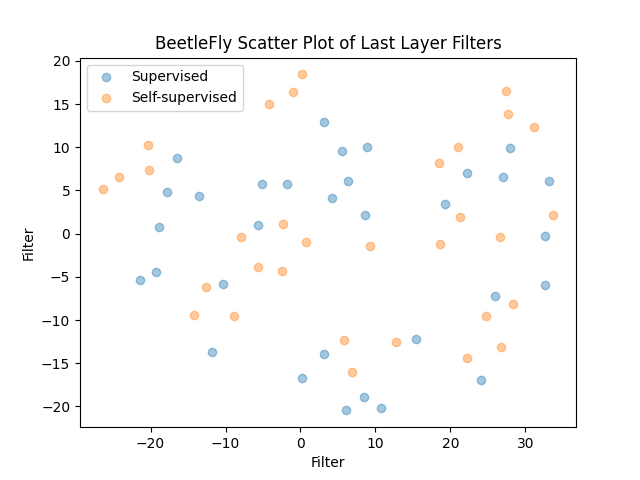 BeetleFly Scatter Plot of Last Layer Filters
Supervised
Self-supervised
20
15
10
5
0
−5
−10
−15
−20
Filter
−20 −10 0 10 20 30
Filter